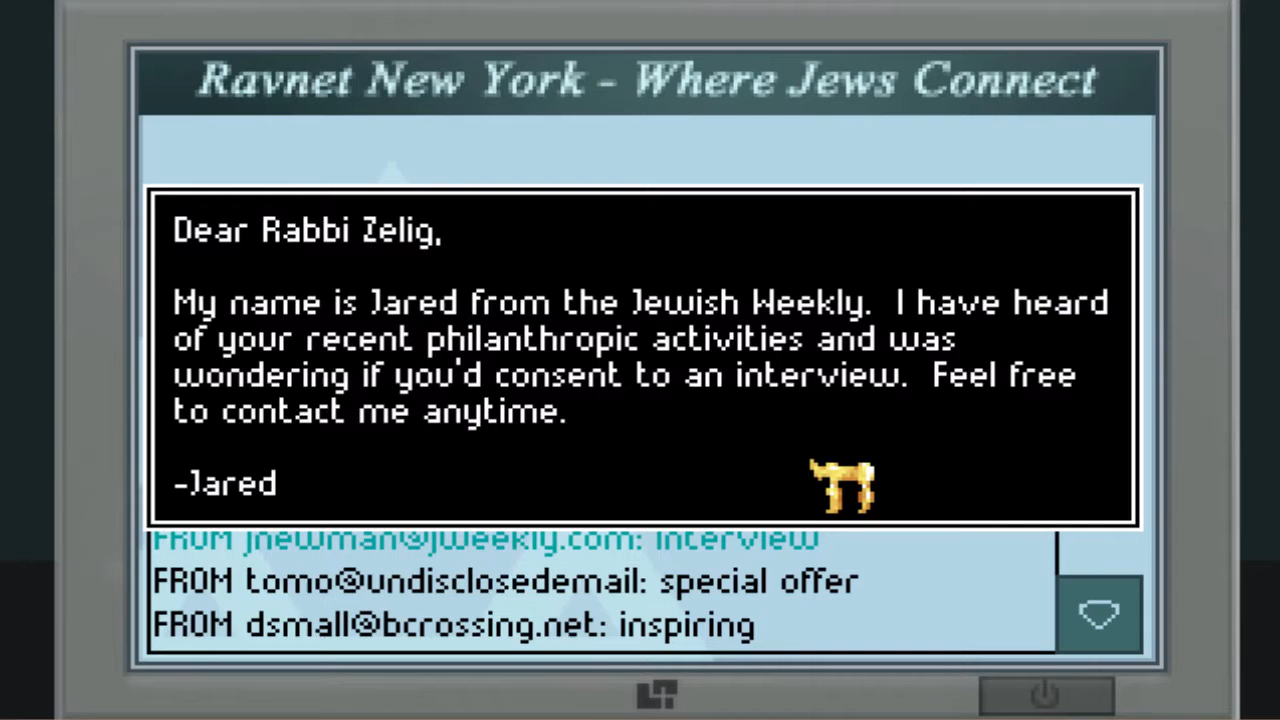 Ravnet New York - Where Jews Connect
Dear Rabbi Zelig,
My name is Jared from the Jewish Weekly. I have heard
of your recent philanthropic activities and was
wondering if you'd consent to an interview. Feel free
to contact me anytime.
-Jared
FROM jnewman@jweekly.com: interview
FROM tomo@undisclosedemail: special offer
FROM dsmall@bcrossing.net: inspiring